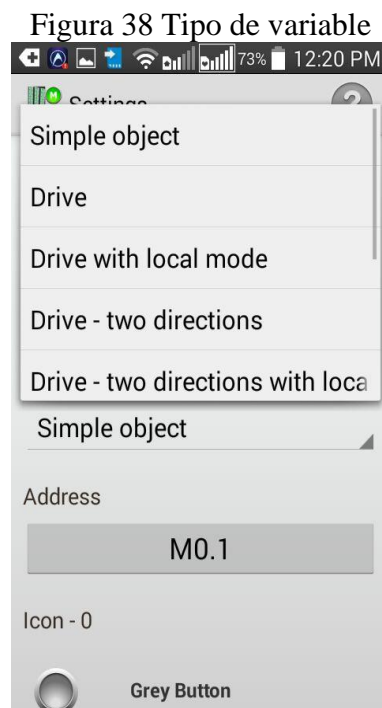 Figura 38 Tipo de variable
73% 12:20 PM
Settings
Simple object
Drive
Drive with local mode
Drive - two directions
Drive - two directions with loca
Simple object
Address
M0.1
Icon - 0
Grey Button